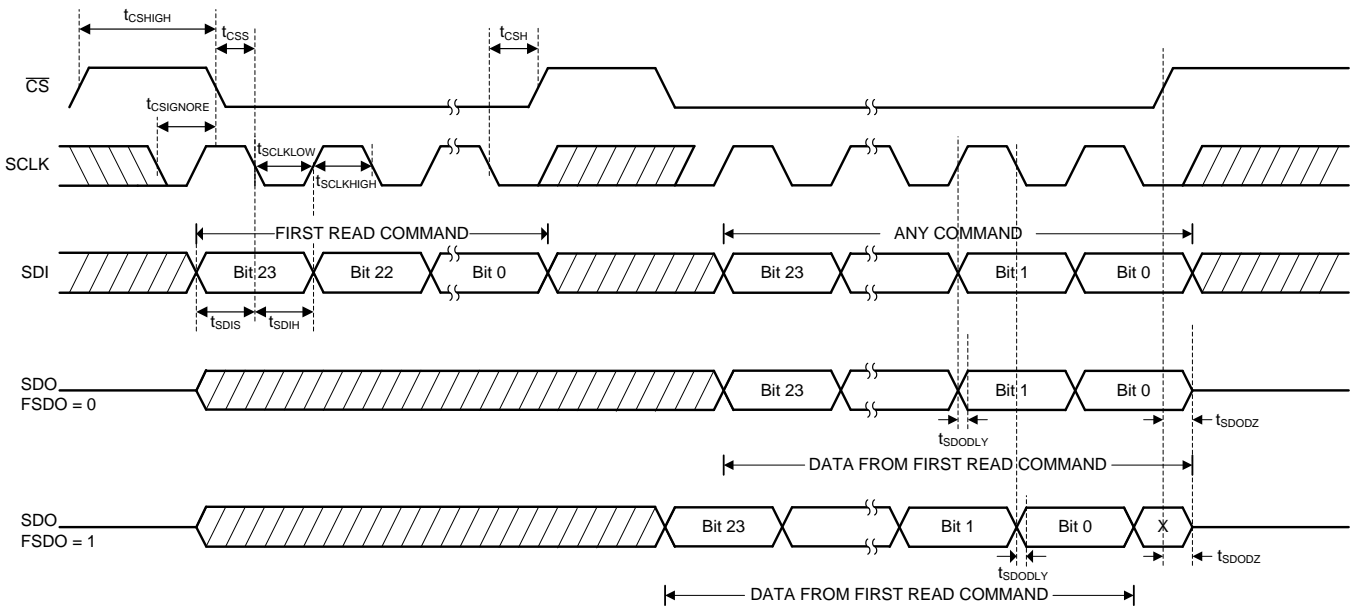 tCSHIGH
tCSS
tCSH
CS
tCSIGNORE
tSCLKLOW
SCLK
tSCLKHIGH
FIRST READ COMMAND
ANY COMMAND
SDI
Bit 23
Bit 22
Bit 0
Bit 23
Bit 1
Bit 0
tSDIS
tSDIH
SDO
FSDO = 0
Bit 23
Bit 1
Bit 0
tSDODLY
tSDODZ
DATA FROM FIRST READ COMMAND
SDO
FSDO = 1
Bit 23
Bit 1
Bit 0
X
tSDODLY
tSDODZ
DATA FROM FIRST READ COMMAND